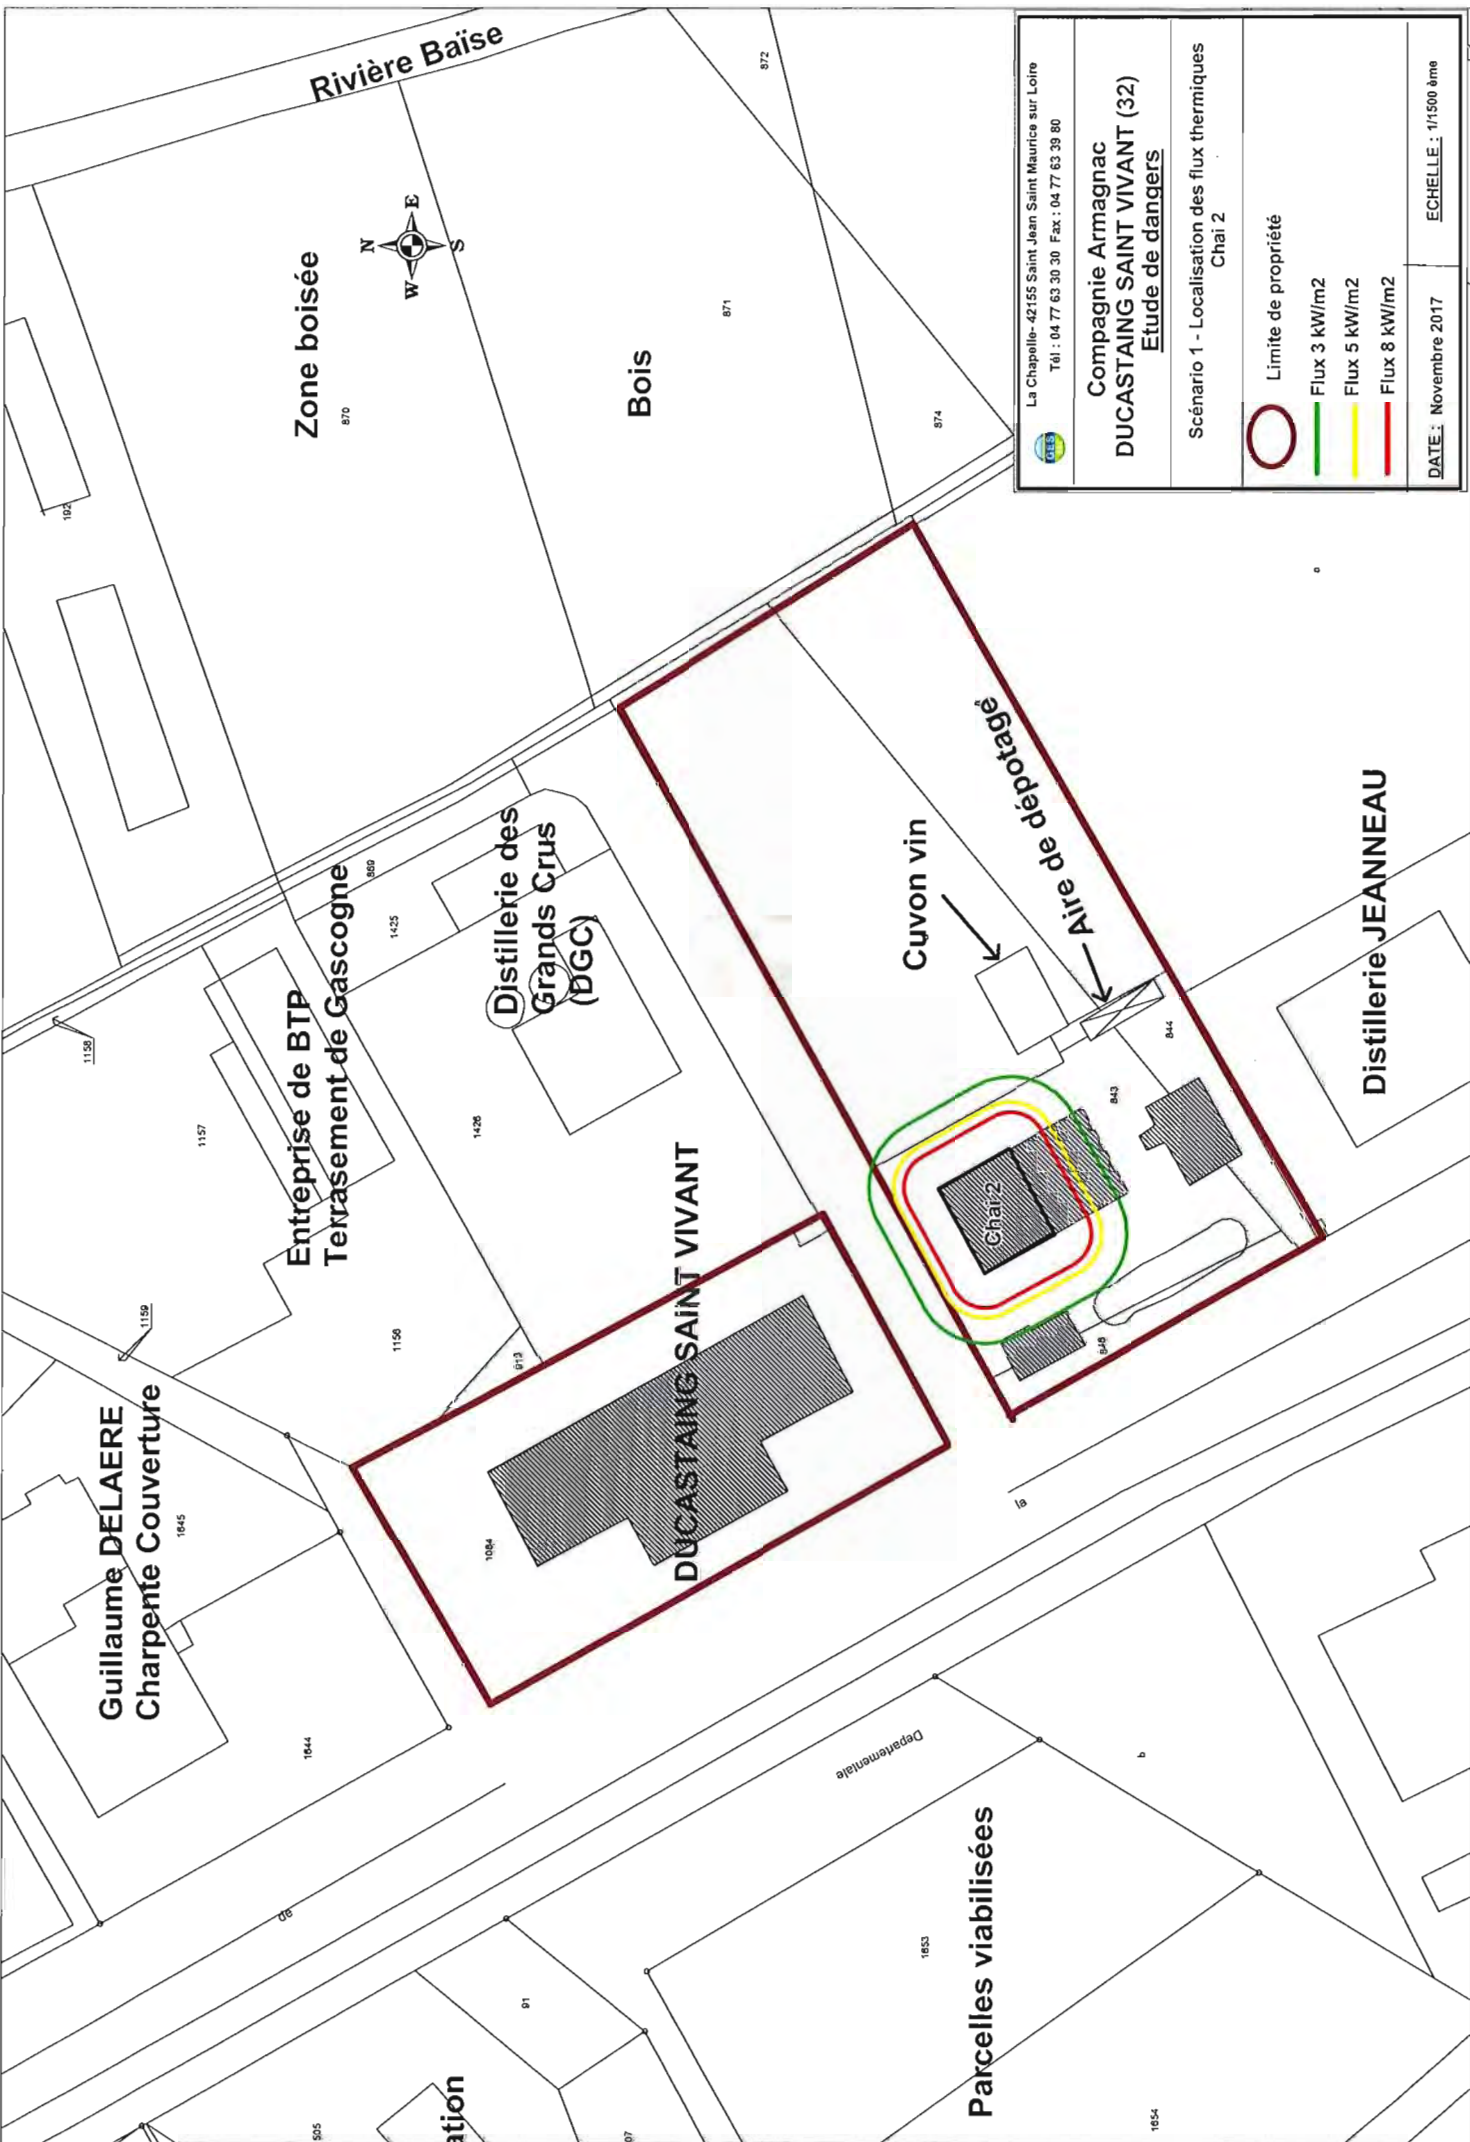 Rivière Baïse
872
Zone boisée
870
N
W
E
S
Bois
871
874
192
1158
1157
Entreprise de BTP
Terrasement de Gascogne
869
1425
Distillerie des
Grands Crus
(DGC)
1426
1159
1156
913
Guillaume DELAERE
Charpente Couverture
1645
1644
1084
DUCASTAING SAINT VIVANT
Cuvon vin
Aire de dépotage
844
843
Chai 2
848
Distillerie JEANNEAU
a
la
Departementale
de
b
Parcelles viabilisées
1653
1654
91
505
07
ation
La Chapelle- 42155 Saint Jean Saint Maurice sur Loire
Tél : 04 77 63 30 30 Fax : 04 77 63 39 80
GES
Compagnie Armagnac
DUCASTAING SAINT VIVANT (32)
Etude de dangers
Scénario 1 - Localisation des flux thermiques
Chai 2
Limite de propriété
Flux 3 kW/m2
Flux 5 kW/m2
Flux 8 kW/m2
DATE : Novembre 2017
ECHELLE : 1/1500 ème